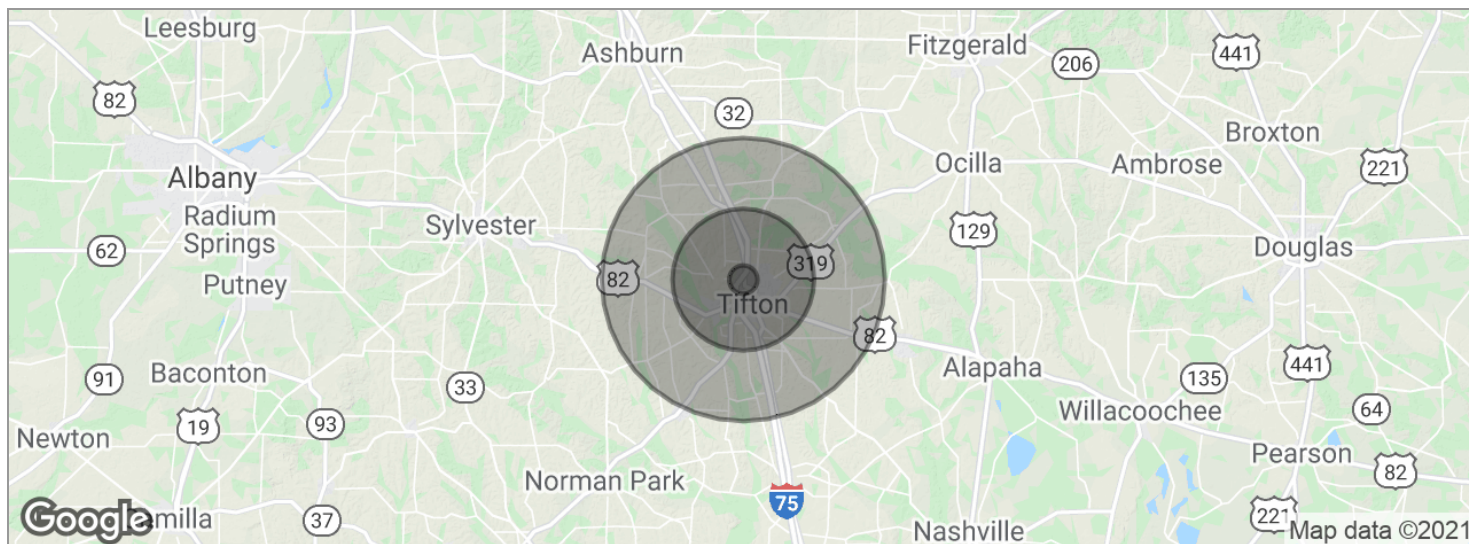 Leesburg
Ashburn
Fitzgerald
441
206
82
32
Broxton
Albany
Ocilla
Ambrose
221
Radium
Springs
Sylvester
129
62
319
Douglas
Putney
82
Tifton
82
91
Baconton
33
Alapaha
135
441
Willacoochee
64
19
93
Newton
Pearson
82
Norman Park
75
Google
Camilla
37
Nashville
221
Map data ©2021